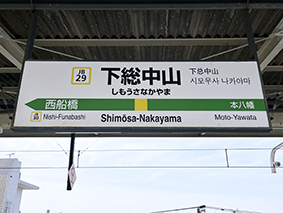 JB
29
下総中山
しもうさなかやま
下总中山
시모우사 나카야마
西船橋
本八幡
JB
30
Nishi-Funabashi
Shimōsa-Nakayama
Moto-Yawata